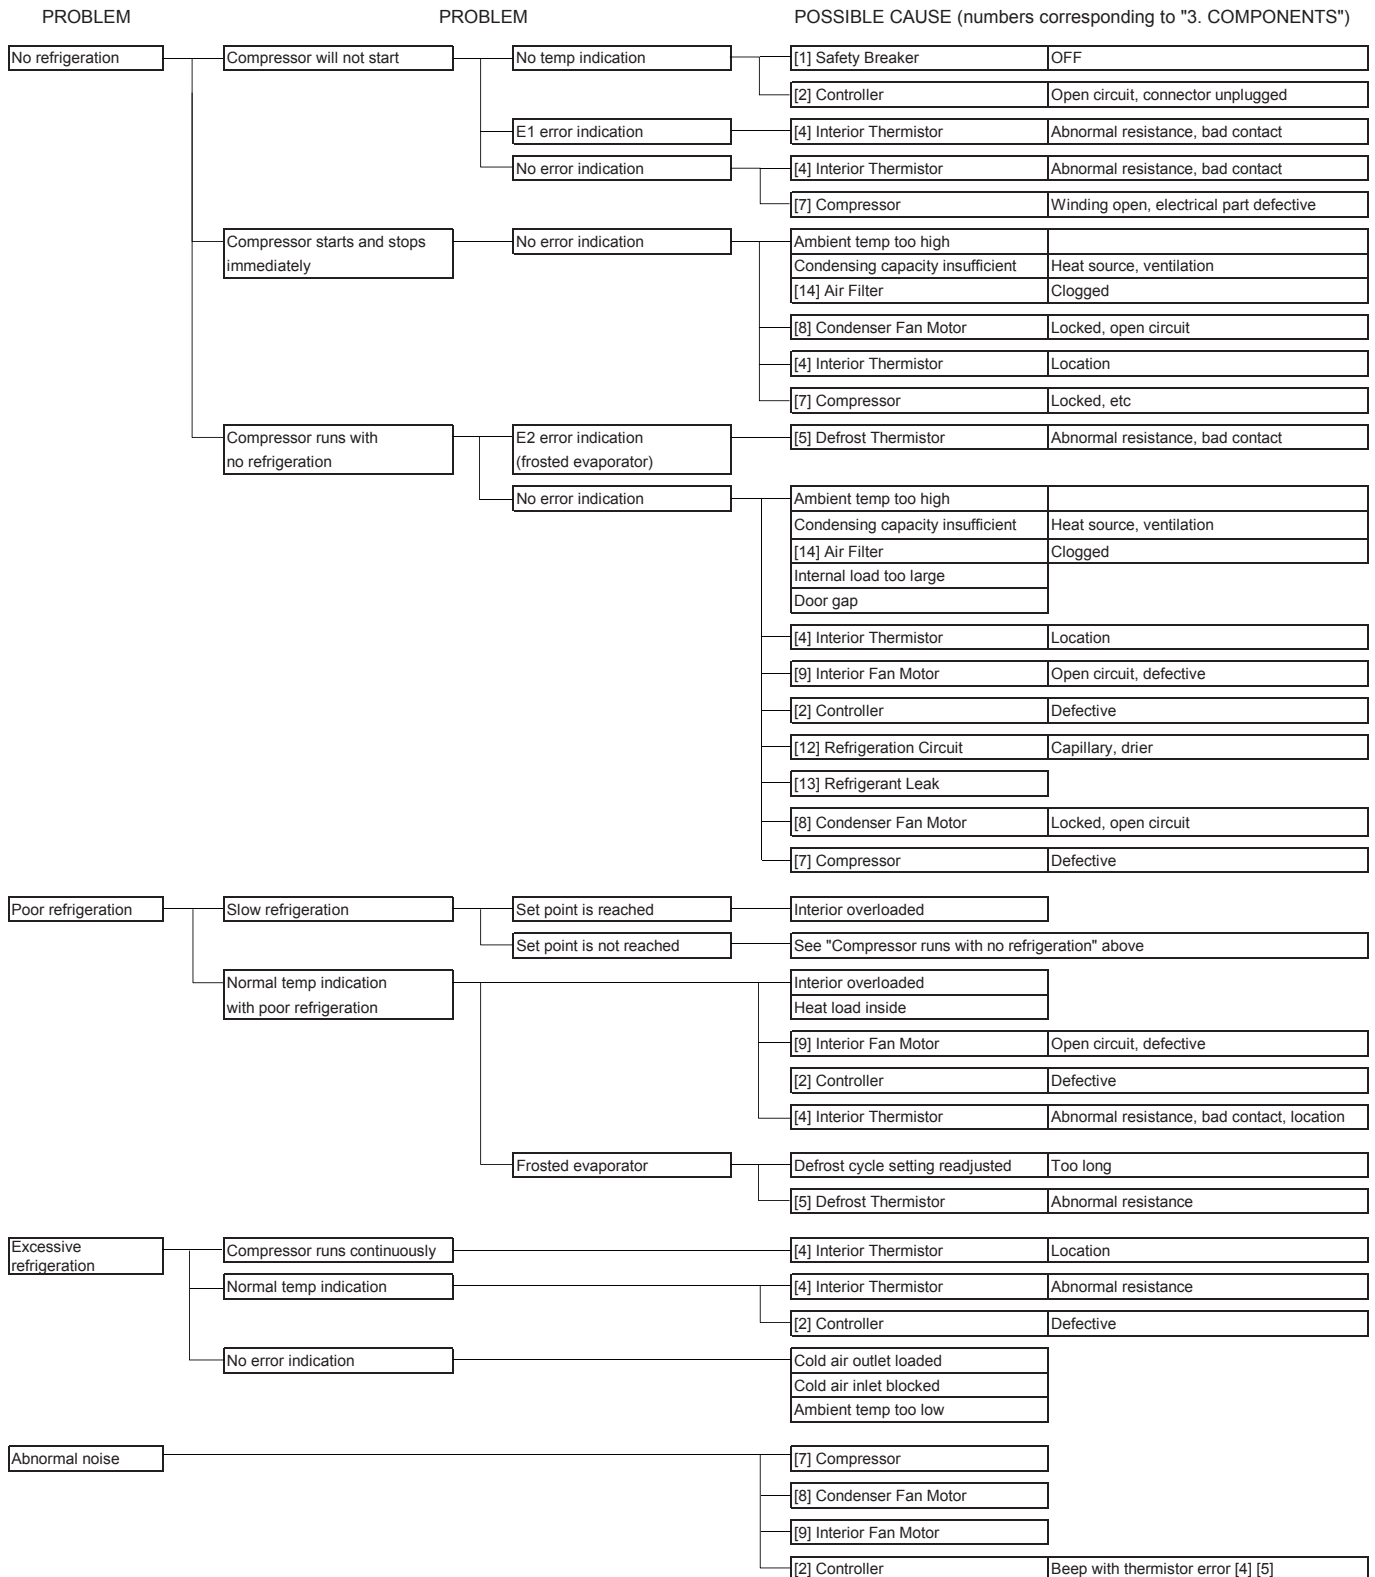 PROBLEM PROBLEM POSSIBLE CAUSE (numbers corresponding to "3. COMPONENTS")
No refrigeration Compressor will not start No temp indication [1] Safety Breaker OFF
[2] Controller Open circuit, connector unplugged
E1 error indication [4] Interior Thermistor Abnormal resistance, bad contact
No error indication [4] Interior Thermistor Abnormal resistance, bad contact
[7] Compressor Winding open, electrical part defective
Compressor starts and stops No error indication Ambient temp too high
immediately Condensing capacity insufficient Heat source, ventilation
[14] Air Filter Clogged
[8] Condenser Fan Motor Locked, open circuit
[4] Interior Thermistor Location
[7] Compressor Locked, etc
Compressor runs with E2 error indication [5] Defrost Thermistor Abnormal resistance, bad contact
no refrigeration (frosted evaporator)
No error indication Ambient temp too high
Condensing capacity insufficient Heat source, ventilation
[14] Air Filter Clogged
Internal load too large
Door gap
[4] Interior Thermistor Location
[9] Interior Fan Motor Open circuit, defective
[2] Controller Defective
[12] Refrigeration Circuit Capillary, drier
[13] Refrigerant Leak
[8] Condenser Fan Motor Locked, open circuit
[7] Compressor Defective
Poor refrigeration Slow refrigeration Set point is reached Interior overloaded
Set point is not reached See "Compressor runs with no refrigeration" above
Normal temp indication Interior overloaded
with poor refrigeration Heat load inside
[9] Interior Fan Motor Open circuit, defective
[2] Controller Defective
[4] Interior Thermistor Abnormal resistance, bad contact, location
Frosted evaporator Defrost cycle setting readjusted Too long
[5] Defrost Thermistor Abnormal resistance
Excessive
refrigeration Compressor runs continuously [4] Interior Thermistor Location
Normal temp indication [4] Interior Thermistor Abnormal resistance
[2] Controller Defective
No error indication Cold air outlet loaded
Cold air inlet blocked
Ambient temp too low
Abnormal noise [7] Compressor
[8] Condenser Fan Motor
[9] Interior Fan Motor
[2] Controller Beep with thermistor error [4] [5]